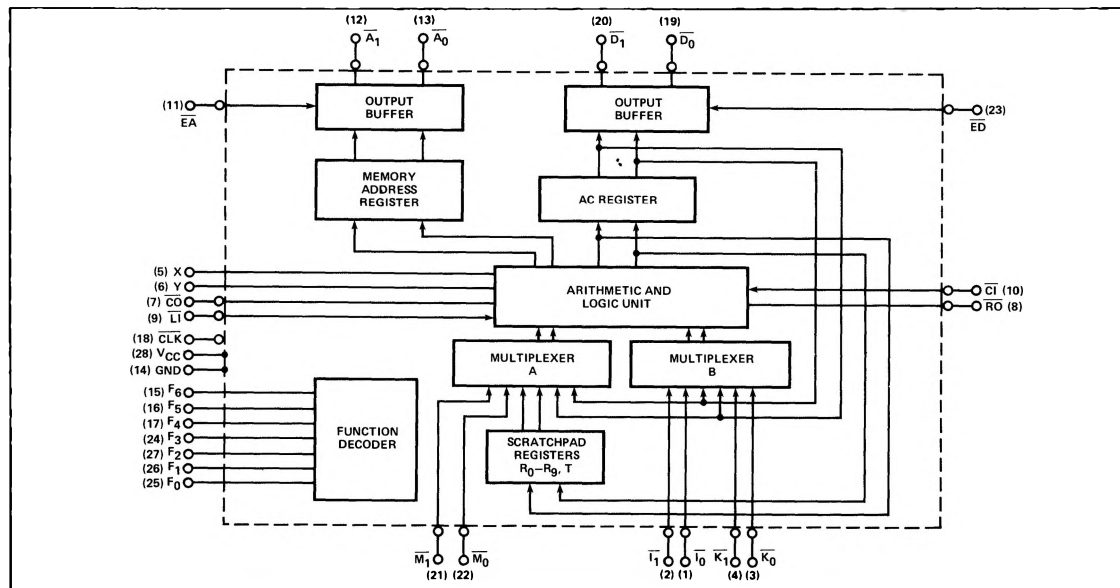 (12) (13) (20) (19)
A̅1̅ A̅0̅ D̅1̅ D̅0̅
OUTPUT
BUFFER
OUTPUT
BUFFER
(11)
E̅A̅
(23)
E̅D̅
MEMORY
ADDRESS
REGISTER
AC REGISTER
(5) X
(6) Y
(7) C̅O̅
(9) L̅I̅
ARITHMETIC AND
LOGIC UNIT
C̅I̅ (10)
R̅O̅ (8)
(18) C̅L̅K̅
(28) VCC
(14) GND
MULTIPLEXER
A
MULTIPLEXER
B
(15) F6
(16) F5
(17) F4
(24) F3
(27) F2
(26) F1
(25) F0
FUNCTION
DECODER
SCRATCHPAD
REGISTERS
R0–R9, T
M̅1̅ M̅0̅ I̅1̅ I̅0̅ K̅1̅ K̅0̅
(21) (22) (2) (1) (4) (3)